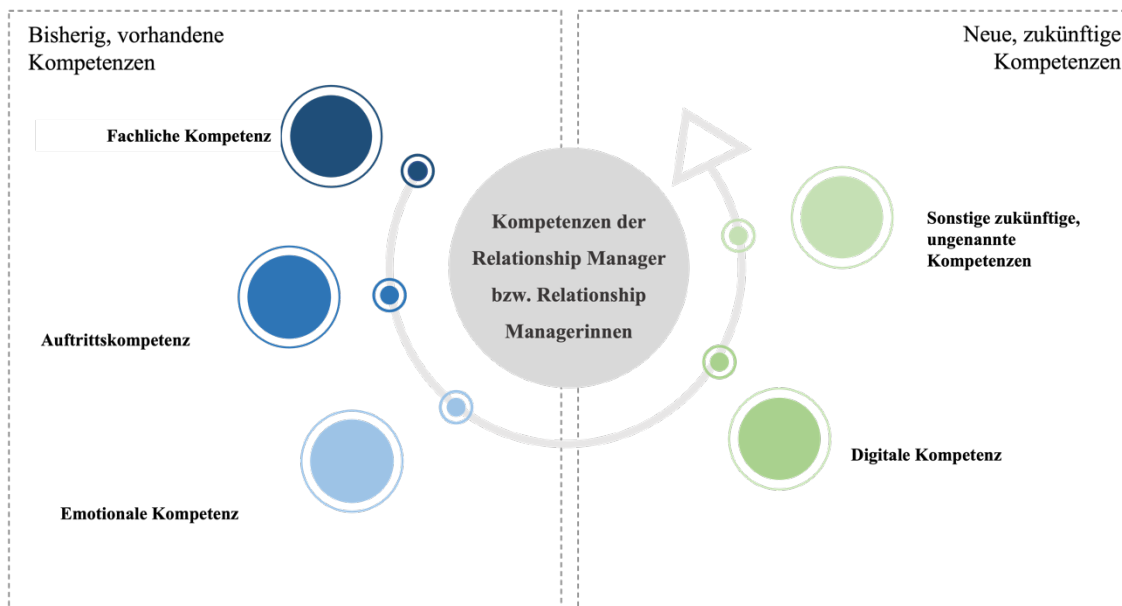 Bisherig, vorhandene
Kompetenzen
Neue, zukünftige
Kompetenzen
Fachliche Kompetenz
Auftrittskompetenz
Emotionale Kompetenz
Kompetenzen der
Relationship Manager
bzw. Relationship
Managerinnen
Sonstige zukünftige,
ungenannte
Kompetenzen
Digitale Kompetenz